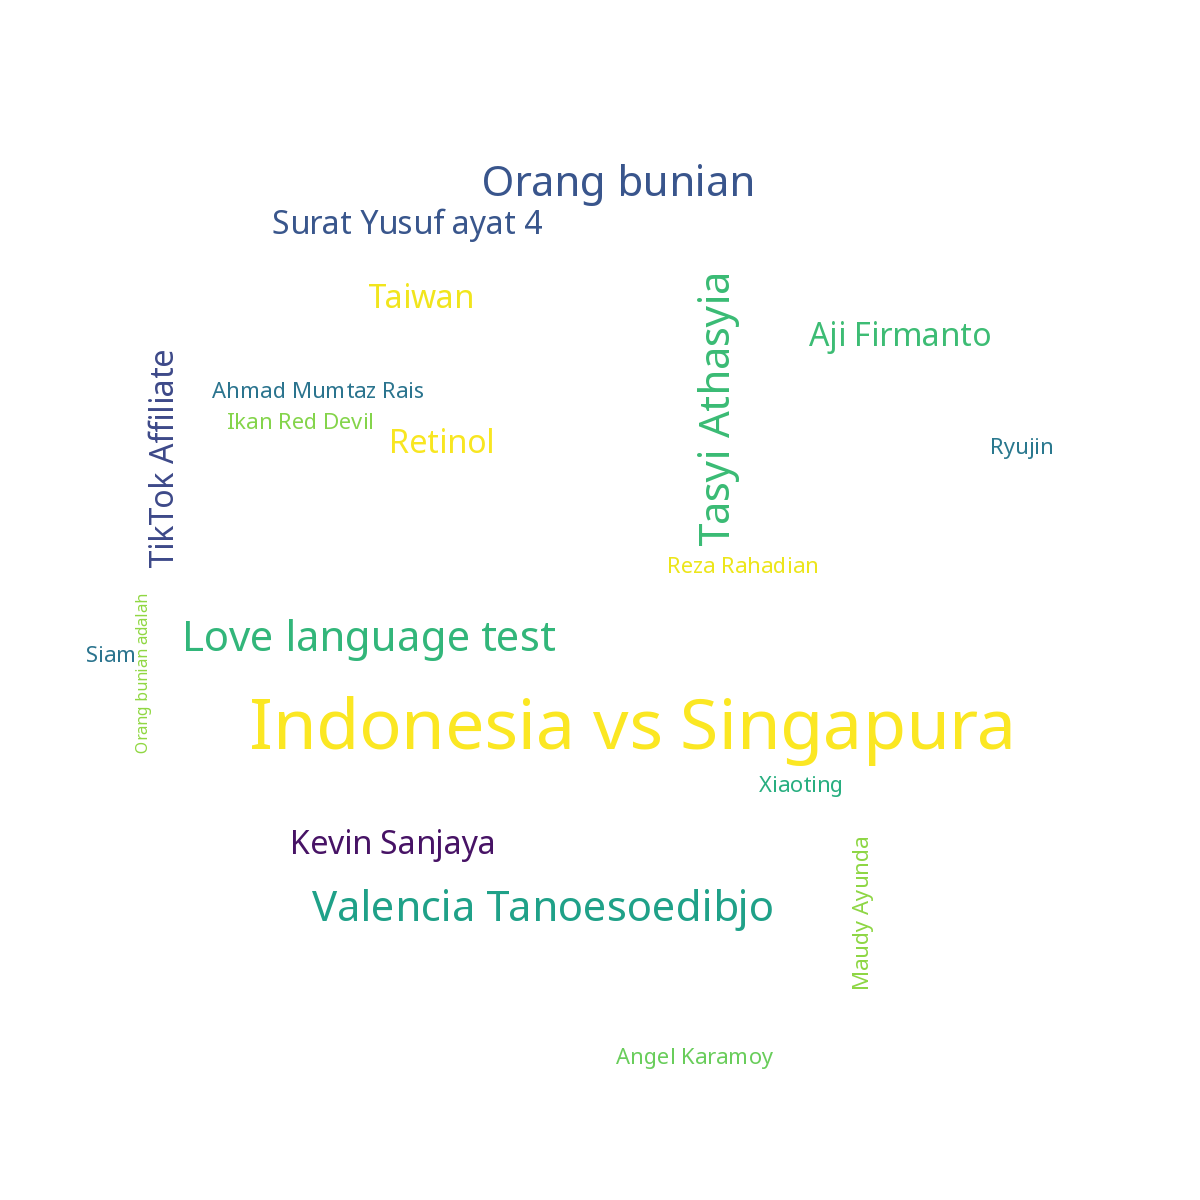 Orang bunian
Surat Yusuf ayat 4
Taiwan
Tasyi Athasyia
Aji Firmanto
TikTok Affiliate
Ahmad Mumtaz Rais
Ikan Red Devil
Retinol
Ryujin
Reza Rahadian
Orang bunian adalah
Love language test
Siam
Indonesia vs Singapura
Xiaoting
Kevin Sanjaya
Maudy Ayunda
Valencia Tanoesoedibjo
Angel Karamoy